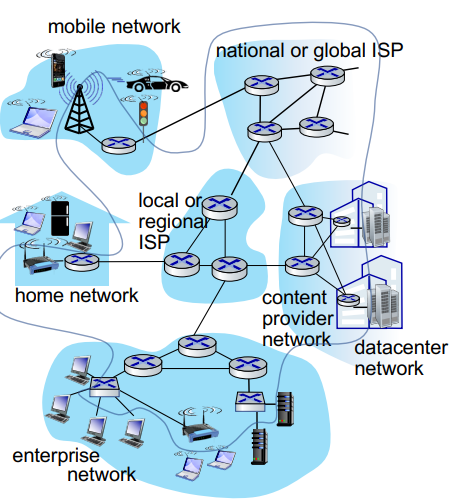 mobile network
national or global ISP
local or
regional
ISP
home network
content
provider
network
datacenter
network
enterprise
network